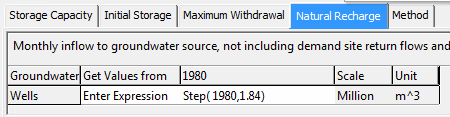 Storage Capacity Initial Storage Maximum Withdrawal Natural Recharge Method
Monthly inflow to groundwater source, not including demand site return flows and
Groundwater Get Values from 1980 Scale Unit
Wells Enter Expression Step( 1980,1.84) Million m^3